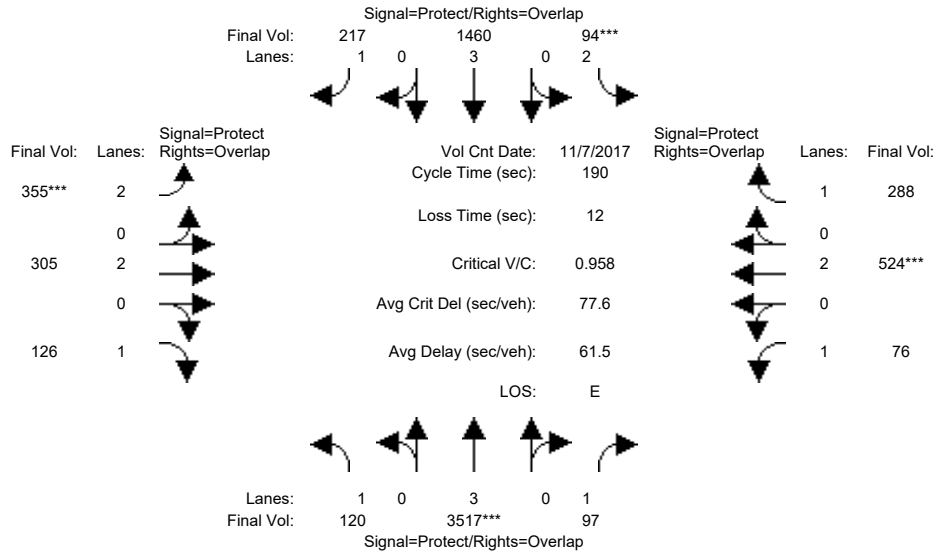 Signal=Protect/Rights=Overlap
Final Vol: 217 1460 94***
Lanes: 1 0 3 0 2
Signal=Protect Signal=Protect
Final Vol: Lanes: Rights=Overlap Vol Cnt Date: 11/7/2017 Rights=Overlap Lanes: Final Vol:
Cycle Time (sec): 190
355*** 2 1 288
Loss Time (sec): 12
0 0
305 2 Critical V/C: 0.958 2 524***
0 Avg Crit Del (sec/veh): 77.6 0
126 1 Avg Delay (sec/veh): 61.5 1 76
LOS: E
Lanes: 1 0 3 0 1
Final Vol: 120 3517*** 97
Signal=Protect/Rights=Overlap